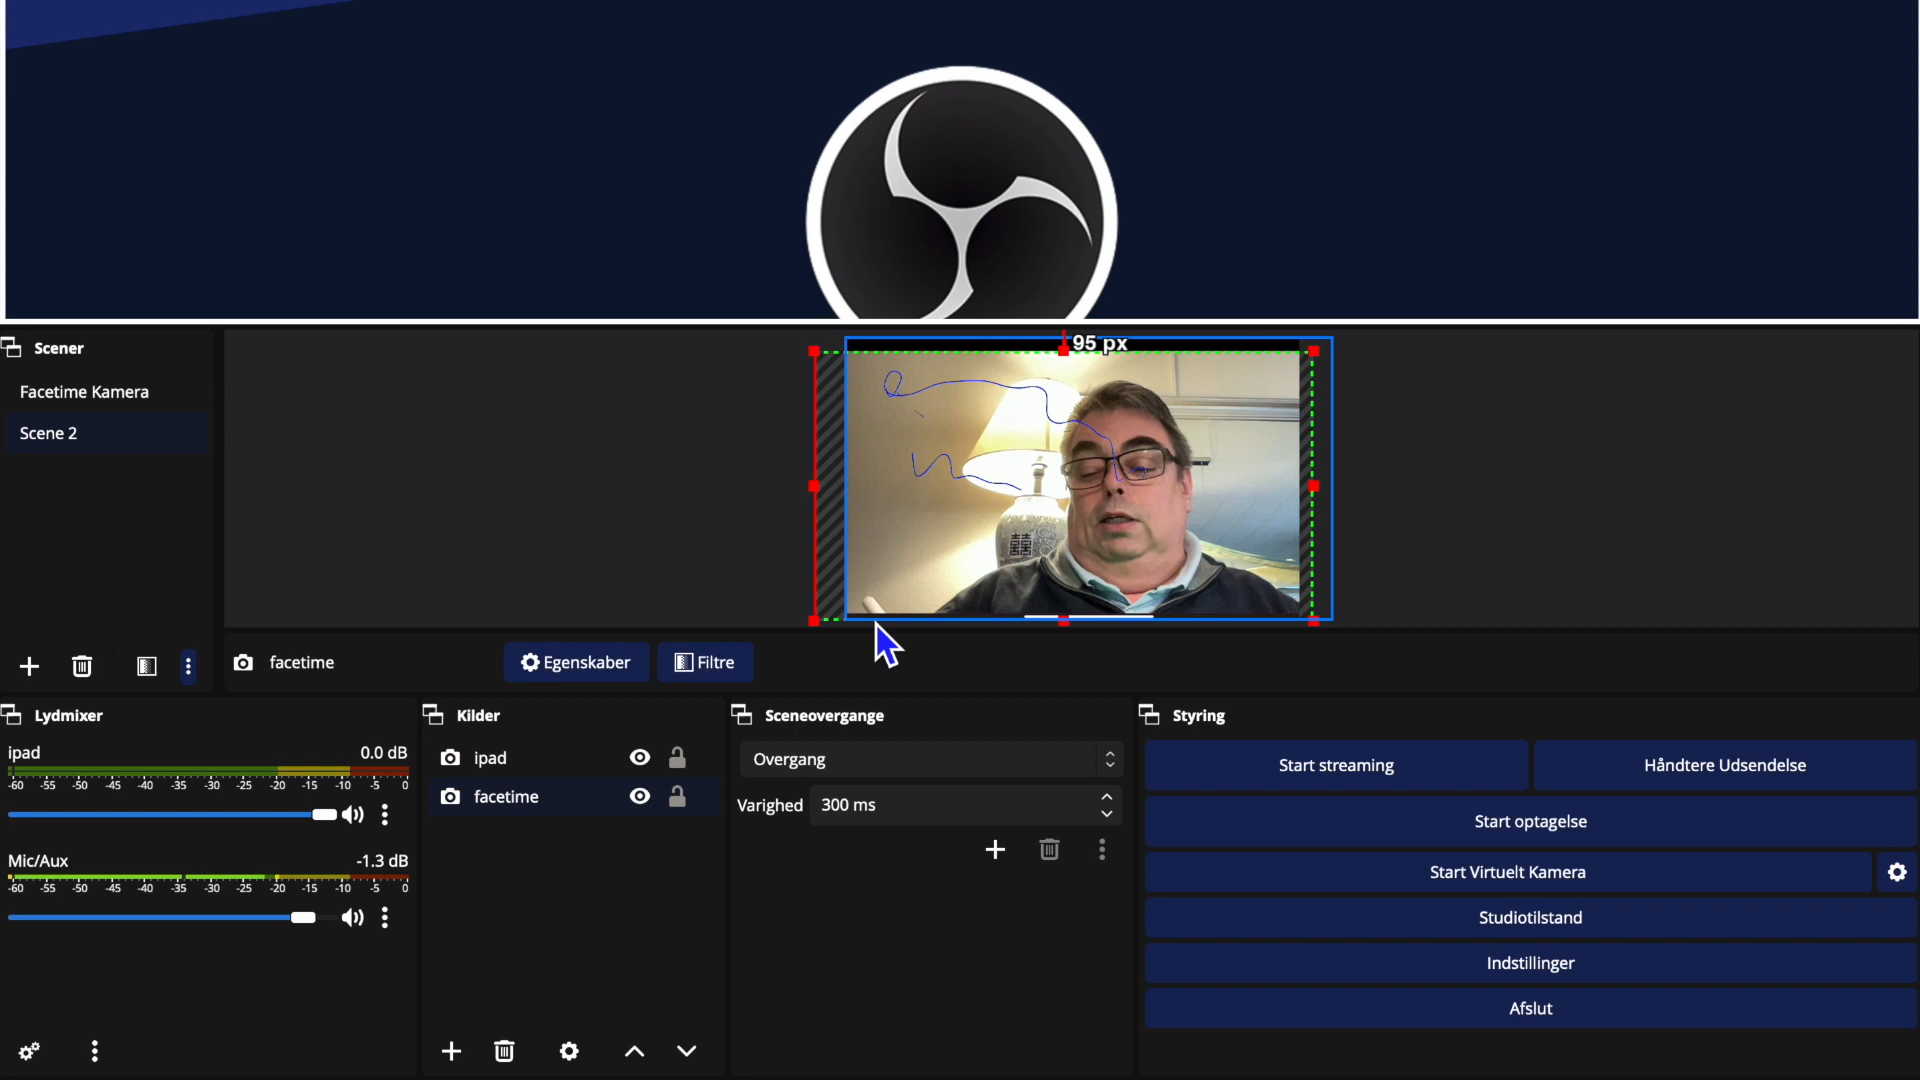 95 px
Scener
Facetime Kamera
Scene 2
facetime
Egenskaber
Filtre
Lydmixer
ipad 0.0 dB
-60 -55 -50 -45 -40 -35 -30 -25 -20 -15 -10 -5 0
Mic/Aux -1.3 dB
-60 -55 -50 -45 -40 -35 -30 -25 -20 -15 -10 -5 0
Kilder
ipad
facetime
Sceneovergange
Overgang
Varighed 300 ms
Styring
Start streaming
Håndtere Udsendelse
Start optagelse
Start Virtuelt Kamera
Studiotilstand
Indstillinger
Afslut